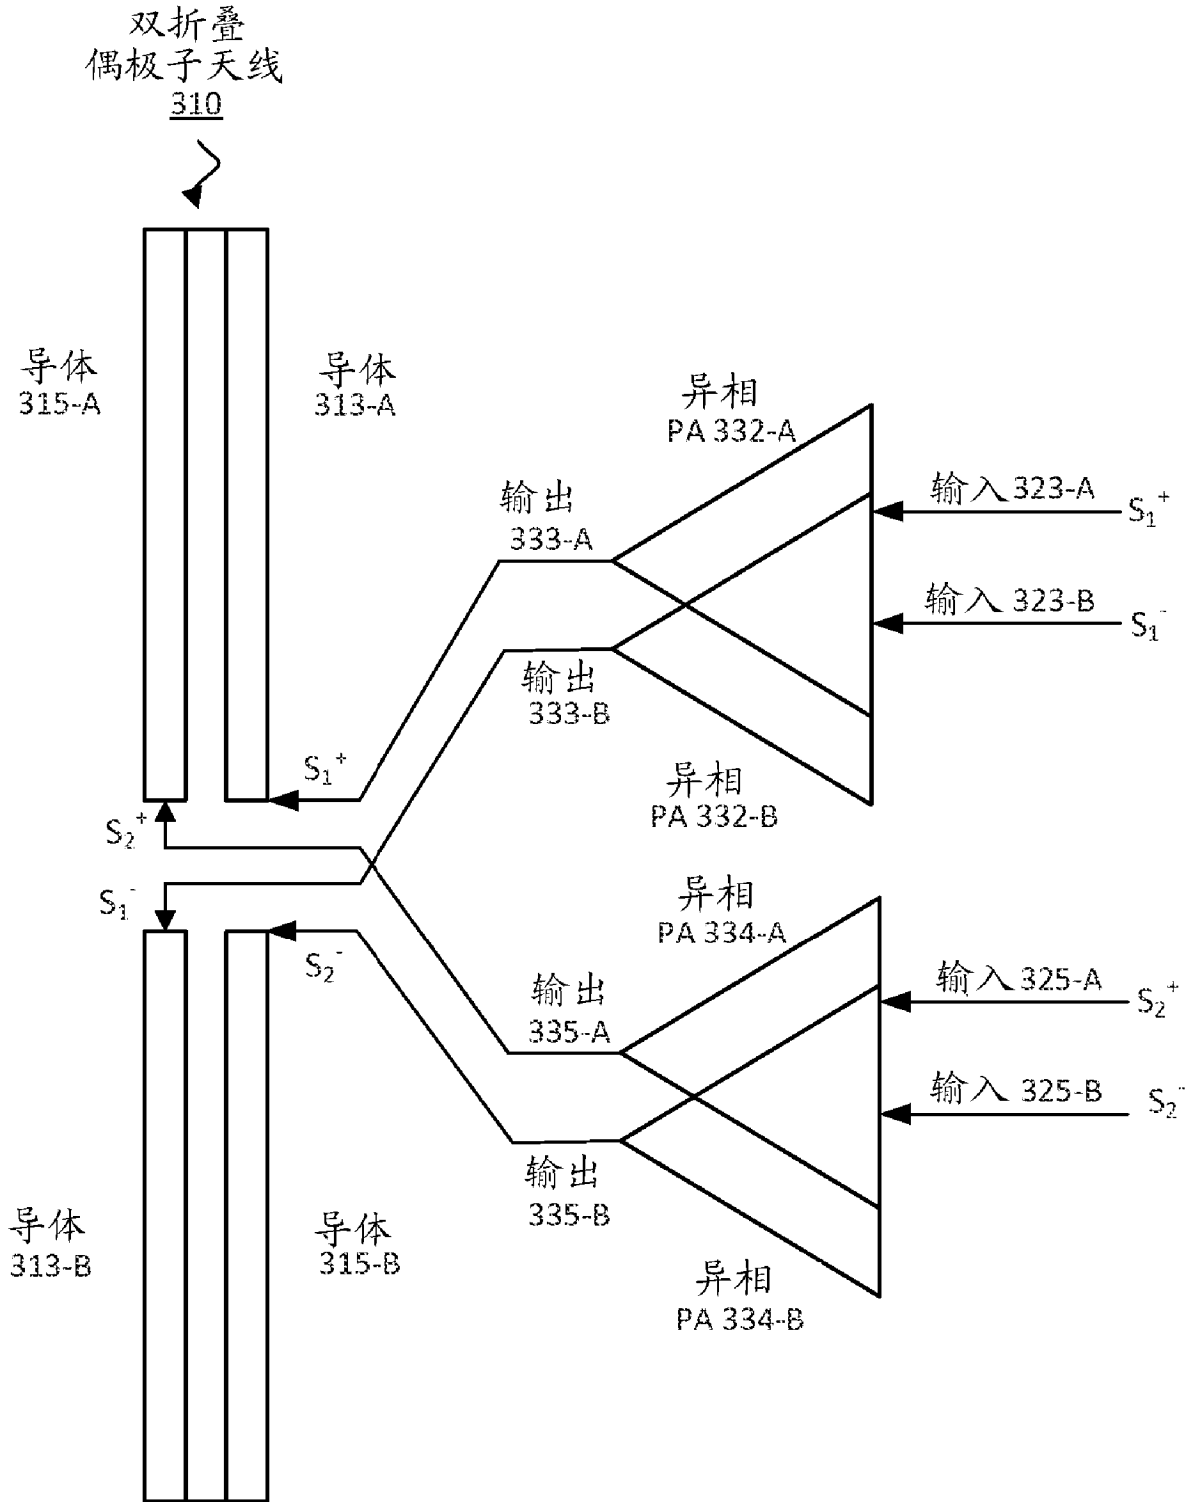 双折叠
偶极子天线
310
导体
315-A
导体
313-A
异相
PA 332-A
输出
333-A
输入 323-A
S₁⁺
输入 323-B
S₁⁻
输出
333-B
异相
PA 332-B
S₁⁺
S₂⁺
S₁⁻
S₂⁻
异相
PA 334-A
输出
335-A
输入 325-A
S₂⁺
输入 325-B
S₂⁻
输出
335-B
导体
313-B
导体
315-B
异相
PA 334-B